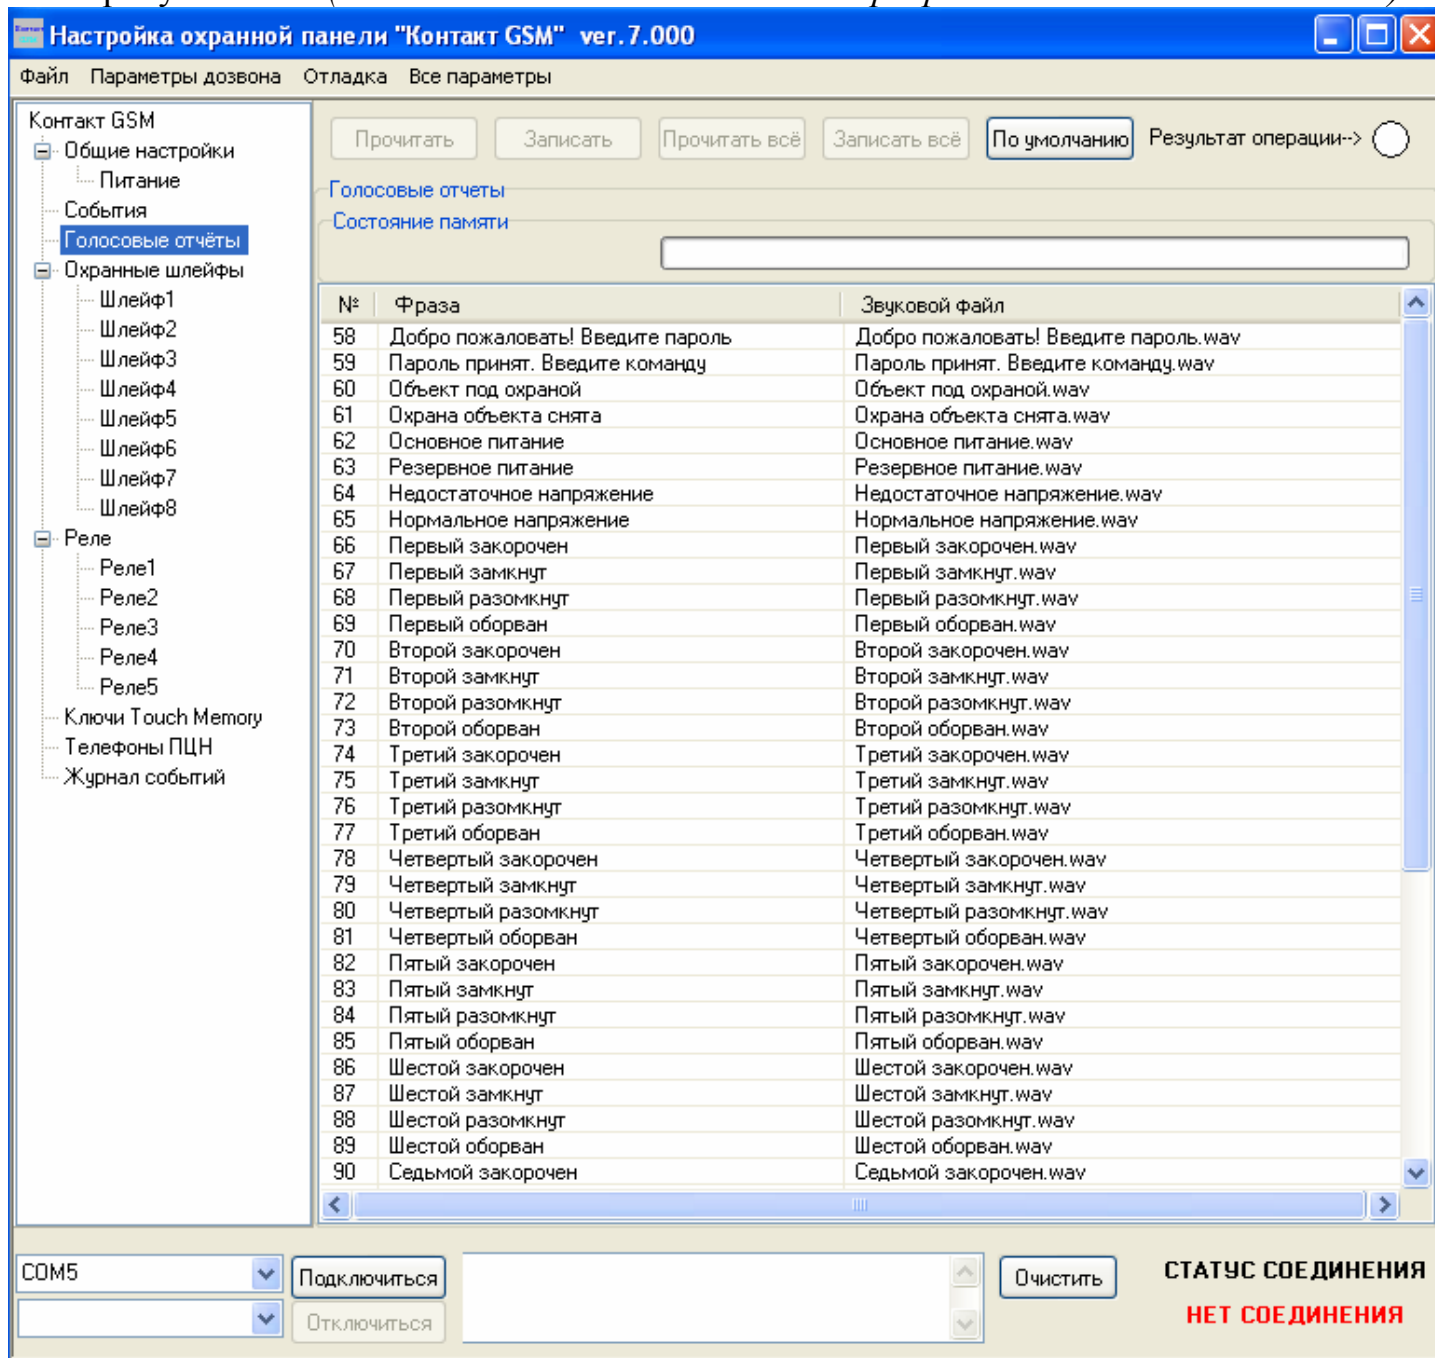 Настройка охранной панели "Контакт GSM" ver.7.000
Файл Параметры дозвона Отладка Все параметры
Контакт GSM
Общие настройки
Питание
События
Голосовые отчёты
Охранные шлейфы
Шлейф1
Шлейф2
Шлейф3
Шлейф4
Шлейф5
Шлейф6
Шлейф7
Шлейф8
Реле
Реле1
Реле2
Реле3
Реле4
Реле5
Ключи Touch Memory
Телефоны ПЦН
Журнал событий
Прочитать Записать Прочитать всё Записать всё По умолчанию Результат операции-->
Голосовые отчеты
Состояние памяти
№ Фраза Звуковой файл
58 Добро пожаловать! Введите пароль Добро пожаловать! Введите пароль.wav
59 Пароль принят. Введите команду Пароль принят. Введите команду.wav
60 Объект под охраной Объект под охраной.wav
61 Охрана объекта снята Охрана объекта снята.wav
62 Основное питание Основное питание.wav
63 Резервное питание Резервное питание.wav
64 Недостаточное напряжение Недостаточное напряжение.wav
65 Нормальное напряжение Нормальное напряжение.wav
66 Первый закорочен Первый закорочен.wav
67 Первый замкнут Первый замкнут.wav
68 Первый разомкнут Первый разомкнут.wav
69 Первый оборван Первый оборван.wav
70 Второй закорочен Второй закорочен.wav
71 Второй замкнут Второй замкнут.wav
72 Второй разомкнут Второй разомкнут.wav
73 Второй оборван Второй оборван.wav
74 Третий закорочен Третий закорочен.wav
75 Третий замкнут Третий замкнут.wav
76 Третий разомкнут Третий разомкнут.wav
77 Третий оборван Третий оборван.wav
78 Четвертый закорочен Четвертый закорочен.wav
79 Четвертый замкнут Четвертый замкнут.wav
80 Четвертый разомкнут Четвертый разомкнут.wav
81 Четвертый оборван Четвертый оборван.wav
82 Пятый закорочен Пятый закорочен.wav
83 Пятый замкнут Пятый замкнут.wav
84 Пятый разомкнут Пятый разомкнут.wav
85 Пятый оборван Пятый оборван.wav
86 Шестой закорочен Шестой закорочен.wav
87 Шестой замкнут Шестой замкнут.wav
88 Шестой разомкнут Шестой разомкнут.wav
89 Шестой оборван Шестой оборван.wav
90 Седьмой закорочен Седьмой закорочен.wav
COM5 Подключиться Очистить СТАТУС СОЕДИНЕНИЯ
Отключиться НЕТ СОЕДИНЕНИЯ